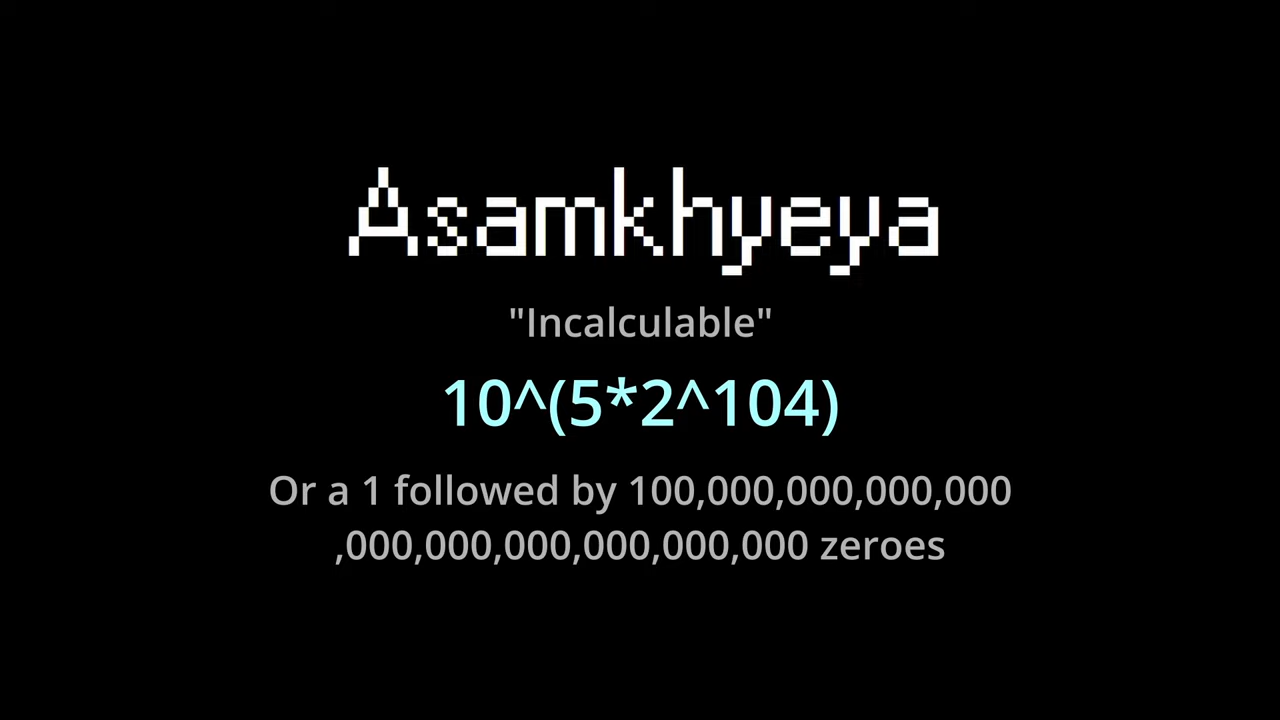 Asamkhyeya
"Incalculable"
10^(5*2^104)
Or a 1 followed by 100,000,000,000,000
,000,000,000,000,000,000 zeroes